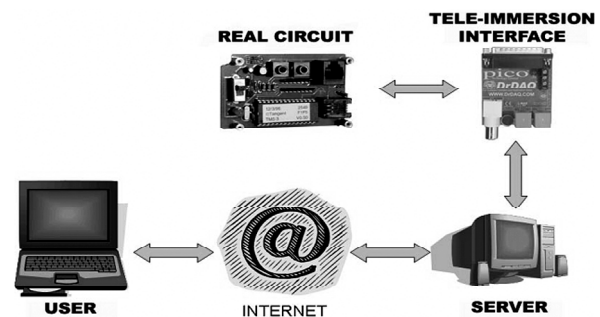 REAL CIRCUIT
TELE-IMMERSION
INTERFACE
pico
DrDAQ
@
USER
INTERNET
SERVER